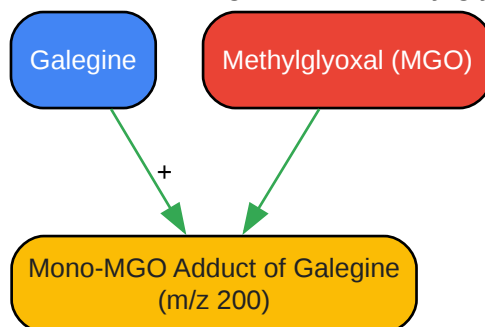 Galegine
Methylglyoxal (MGO)
+
Mono-MGO Adduct of Galegine
(m/z 200)